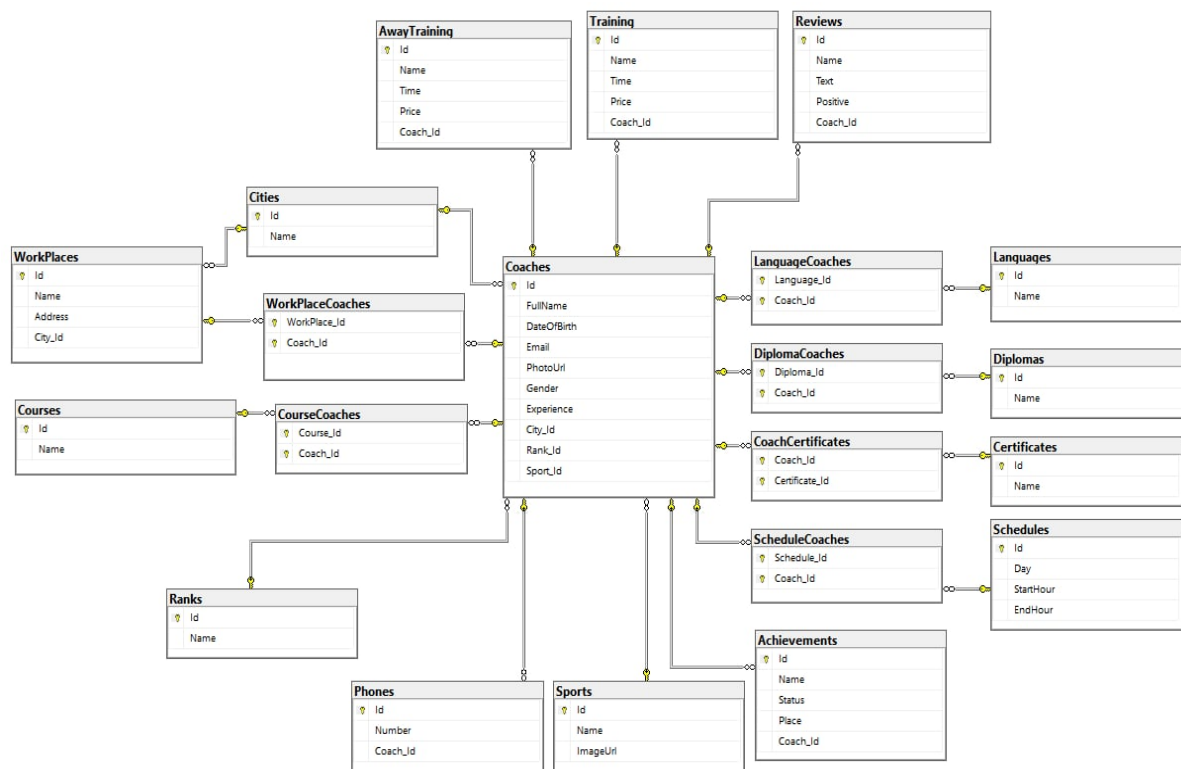 AwayTraining
Id
Name
Time
Price
Coach_Id
Training
Id
Name
Time
Price
Coach_Id
Reviews
Id
Name
Text
Positive
Coach_Id
Cities
Id
Name
WorkPlaces
Id
Name
Address
City_Id
WorkPlaceCoaches
WorkPlace_Id
Coach_Id
Courses
Id
Name
CourseCoaches
Course_Id
Coach_Id
Coaches
Id
FullName
DateOfBirth
Email
PhotoUrl
Gender
Experience
City_Id
Rank_Id
Sport_Id
LanguageCoaches
Language_Id
Coach_Id
Languages
Id
Name
DiplomaCoaches
Diploma_Id
Coach_Id
Diplomas
Id
Name
CoachCertificates
Coach_Id
Certificate_Id
Certificates
Id
Name
ScheduleCoaches
Schedule_Id
Coach_Id
Schedules
Id
Day
StartHour
EndHour
Ranks
Id
Name
Phones
Id
Number
Coach_Id
Sports
Id
Name
ImageUrl
Achievements
Id
Name
Status
Place
Coach_Id